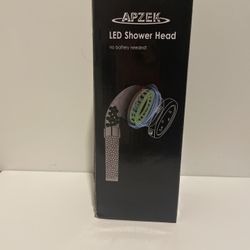 APZEK
LED Shower Head
no battery needed!